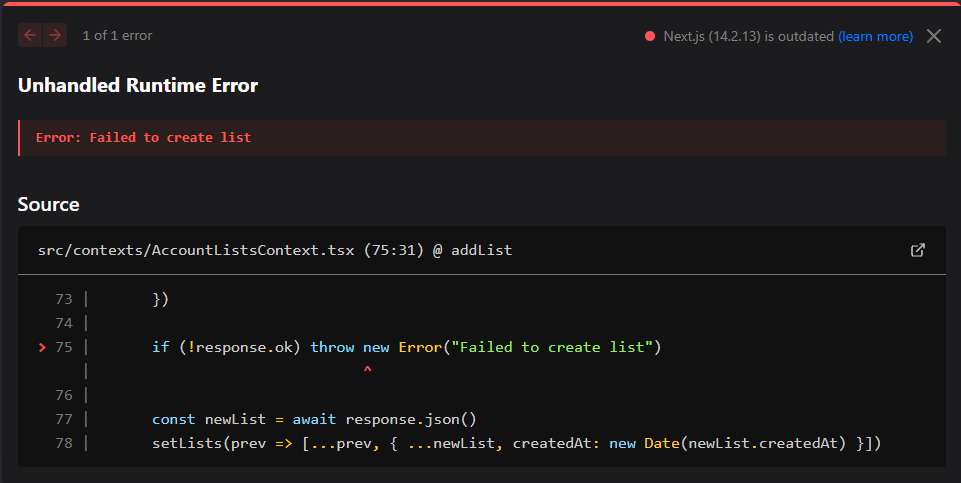 1 of 1 error
Next.js (14.2.13) is outdated (learn more)
Unhandled Runtime Error
Error: Failed to create list
Source
src/contexts/AccountListsContext.tsx (75:31) @ addList
73 |       })
74 |
> 75 |       if (!response.ok) throw new Error("Failed to create list")
|                               ^
76 |
77 |       const newList = await response.json()
78 |       setLists(prev => [...prev, { ...newList, createdAt: new Date(newList.createdAt) }])